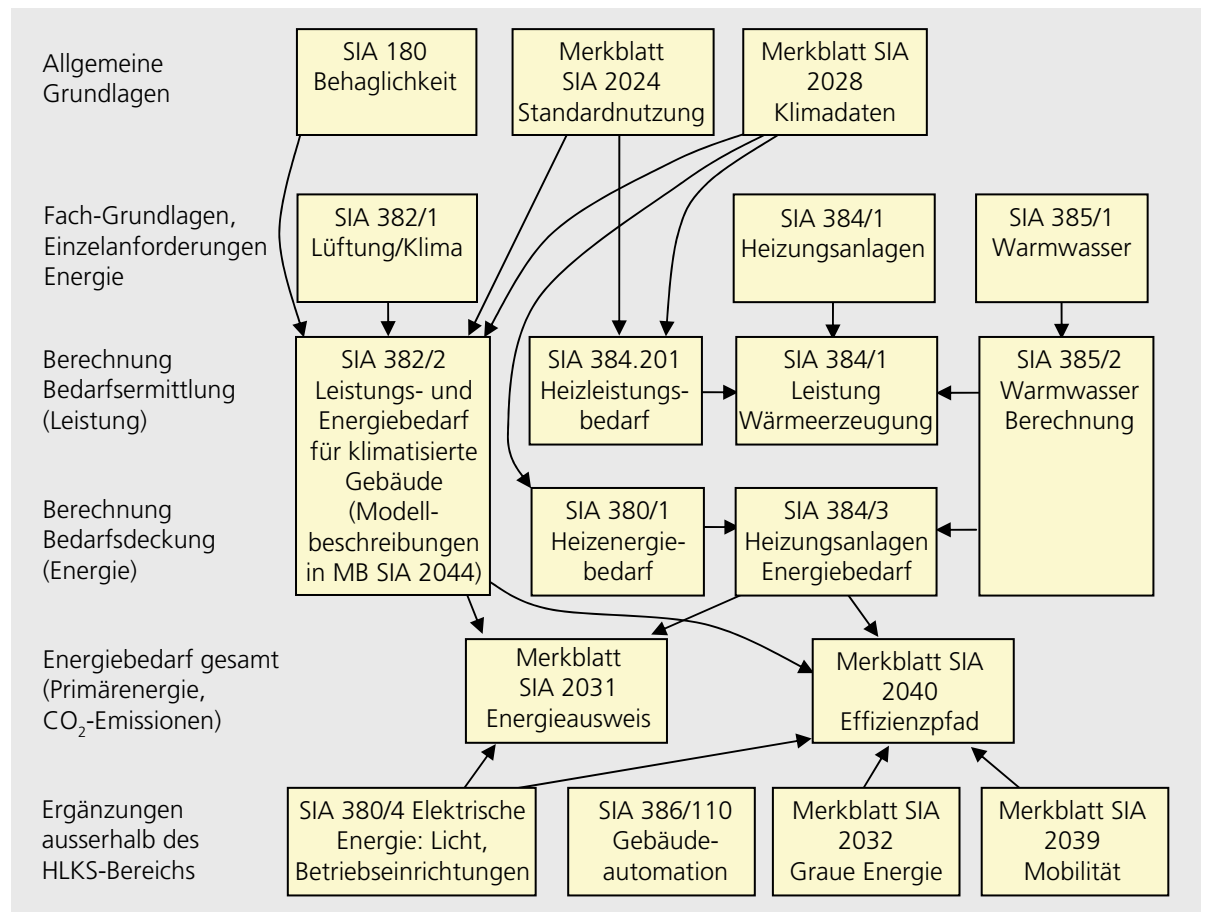 Allgemeine
Grundlagen
SIA 180
Behaglichkeit
Merkblatt
SIA 2024
Standardnutzung
Merkblatt SIA
2028
Klimadaten
Fach-Grundlagen,
Einzelanforderungen
Energie
SIA 382/1
Lüftung/Klima
SIA 384/1
Heizungsanlagen
SIA 385/1
Warmwasser
Berechnung
Bedarfsermittlung
(Leistung)
SIA 382/2
Leistungs- und
Energiebedarf
für klimatisierte
Gebäude
(Modell-
beschreibungen
in MB SIA 2044)
SIA 384.201
Heizleistungs-
bedarf
SIA 384/1
Leistung
Wärmeerzeugung
SIA 385/2
Warmwasser
Berechnung
Berechnung
Bedarfsdeckung
(Energie)
SIA 380/1
Heizenergie-
bedarf
SIA 384/3
Heizungsanlagen
Energiebedarf
Energiebedarf gesamt
(Primärenergie,
CO₂-Emissionen)
Merkblatt
SIA 2031
Energieausweis
Merkblatt SIA
2040
Effizienzpfad
Ergänzungen
ausserhalb des
HLKS-Bereichs
SIA 380/4 Elektrische
Energie: Licht,
Betriebseinrichtungen
SIA 386/110
Gebäude-
automation
Merkblatt SIA
2032
Graue Energie
Merkblatt SIA
2039
Mobilität